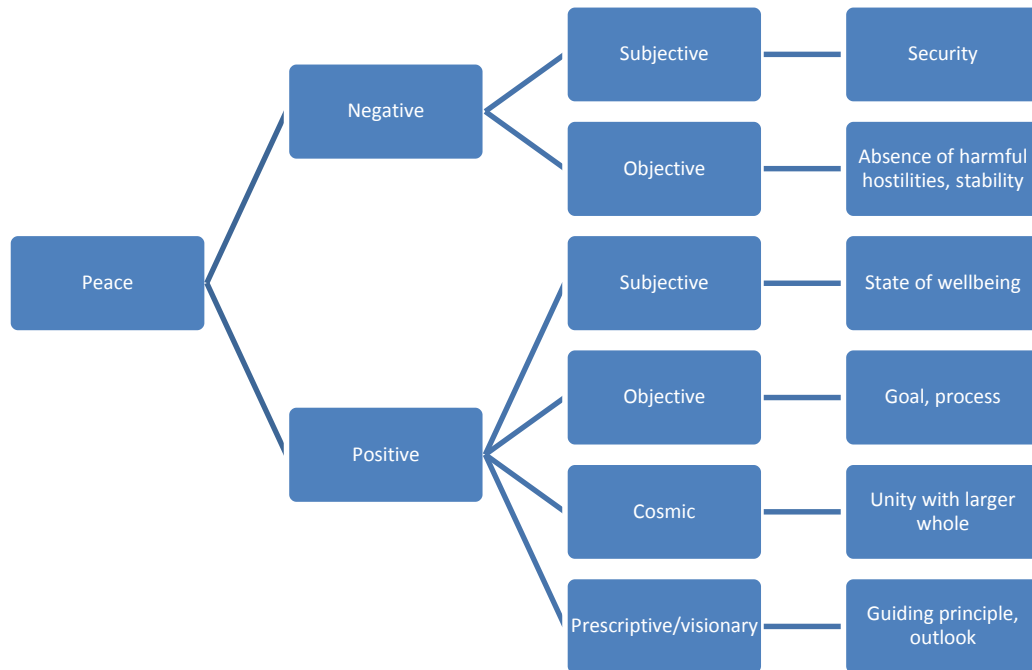 Peace
Negative
Subjective
Security
Objective
Absence of harmful
hostilities, stability
Positive
Subjective
State of wellbeing
Objective
Goal, process
Cosmic
Unity with larger
whole
Prescriptive/visionary
Guiding principle,
outlook